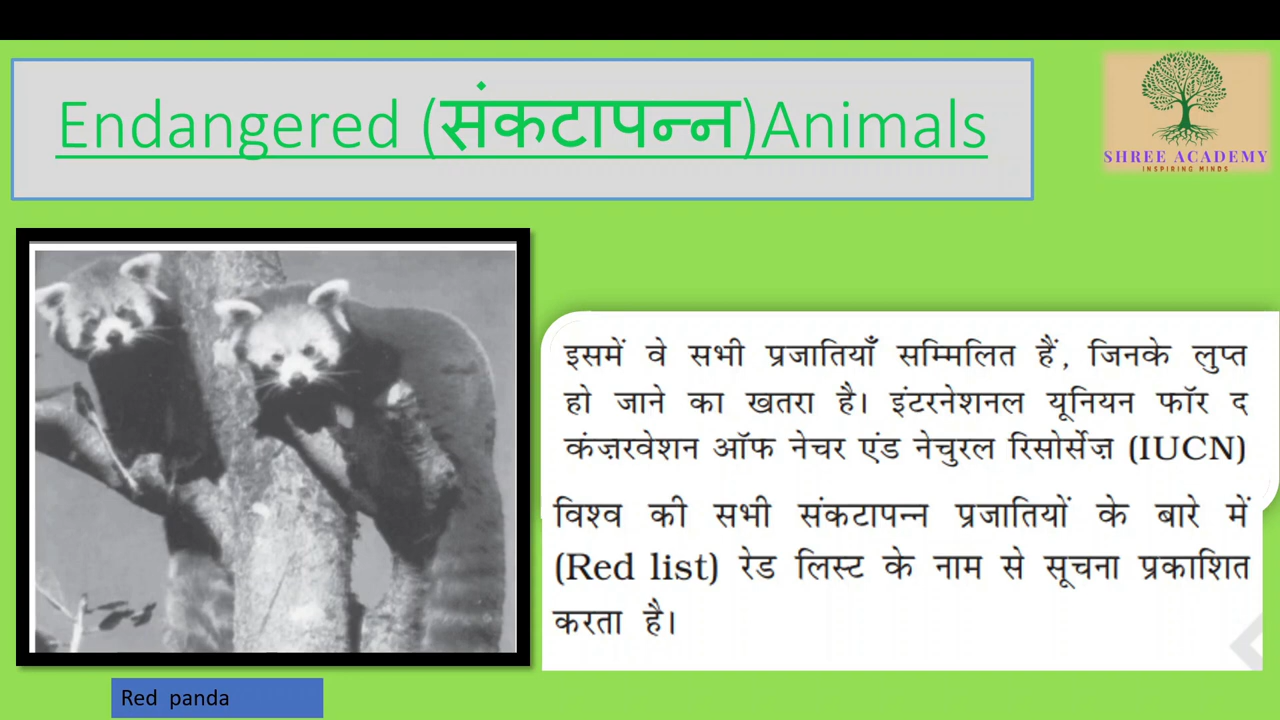 Endangered (संकटापन्न)Animals
SHREE ACADEMY
INSPIRING MINDS
इसमें वे सभी प्रजातियाँ सम्मिलित हैं, जिनके लुप्त
हो जाने का खतरा है। इंटरनेशनल यूनियन फॉर द
कंज़रवेशन ऑफ नेचर एंड नेचुरल रिसोर्सेज़ (IUCN)
विश्व की सभी संकटापन्न प्रजातियों के बारे में
(Red list) रेड लिस्ट के नाम से सूचना प्रकाशित
करता है।
Red panda